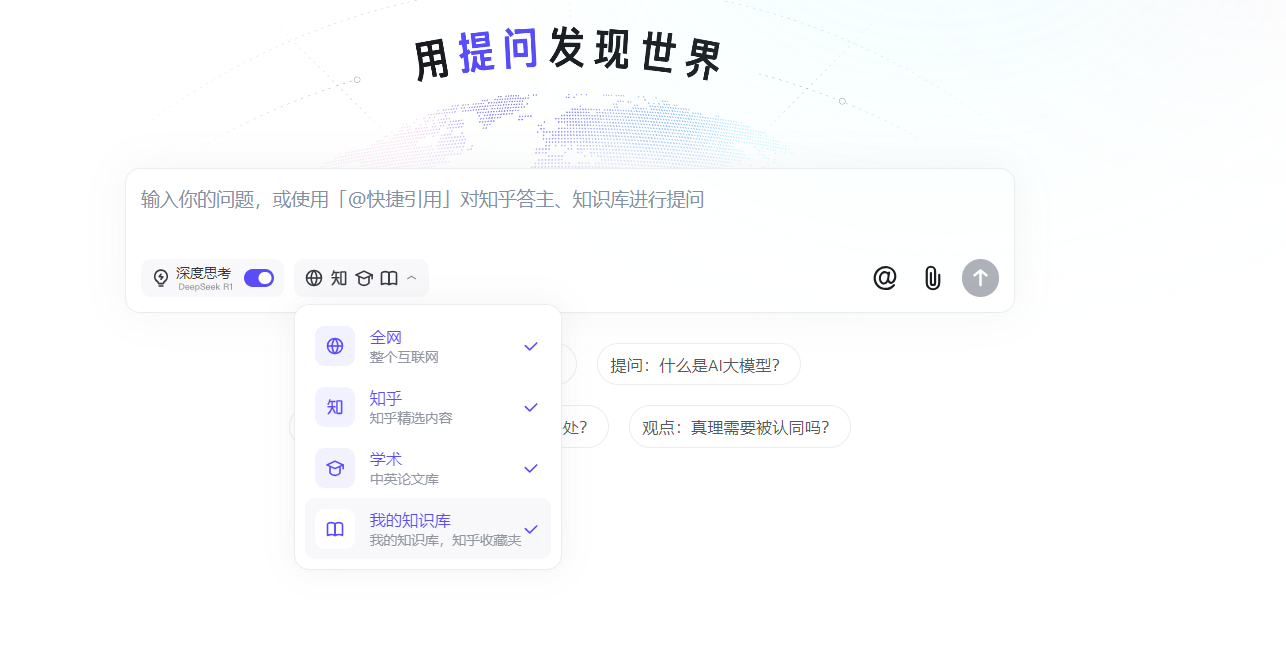 用提问发现世界
输入你的问题，或使用「@快捷引用」对知乎答主、知识库进行提问
深度思考
DeepSeek R1
知
全网
整个互联网
提问：什么是AI大模型?
知
知乎
知乎精选内容
处?
观点：真理需要被认同吗?
学术
中英论文库
我的知识库
我的知识库，知乎收藏夹